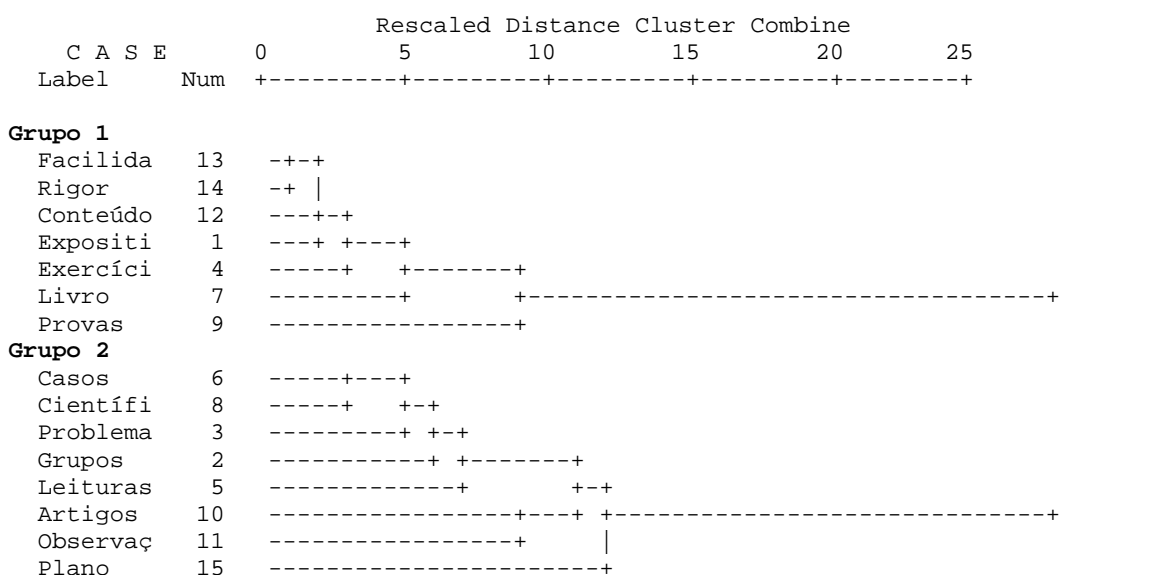 Rescaled Distance Cluster Combine
C A S E 0 5 10 15 20 25
Label Num +---------+---------+---------+---------+--------+
Grupo 1
Facilida 13 -+-+
Rigor 14 -+ |
Conteúdo 12 ---+-+
Expositi 1 ---+ +---+
Exercíci 4 -----+ +-------+
Livro 7 ---------+ +------------------------------------+
Provas 9 -----------------+
Grupo 2
Casos 6 -----+---+
Científi 8 -----+ +-+
Problema 3 ---------+ +-+
Grupos 2 -----------+ +-------+
Leituras 5 -------------+ +-+
Artigos 10 -----------------+---+ +------------------------------+
Observaç 11 -----------------+ |
Plano 15 -----------------------+